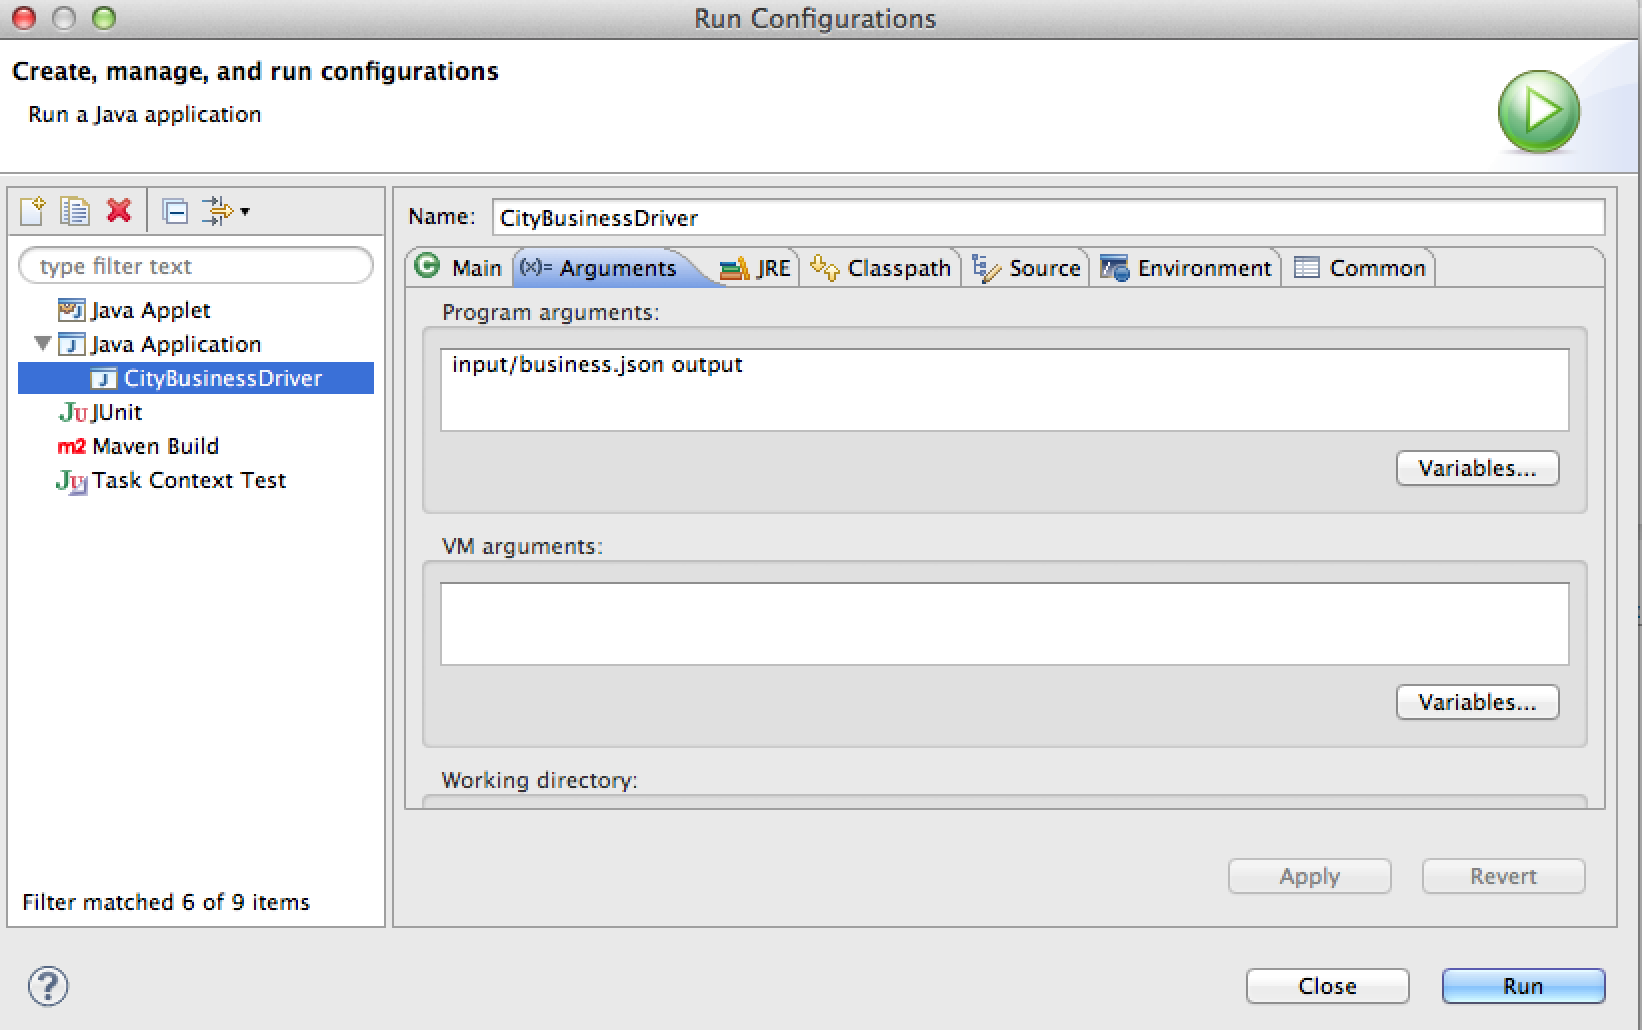 Run Configurations
Create, manage, and run configurations
Run a Java application
type filter text
Java Applet
Java Application
CityBusinessDriver
JUnit
Maven Build
Task Context Test
Filter matched 6 of 9 items
Name: CityBusinessDriver
Main (x)= Arguments JRE Classpath Source Environment Common
Program arguments:
input/business.json output
Variables...
VM arguments:
Variables...
Working directory:
Apply Revert
? Close Run